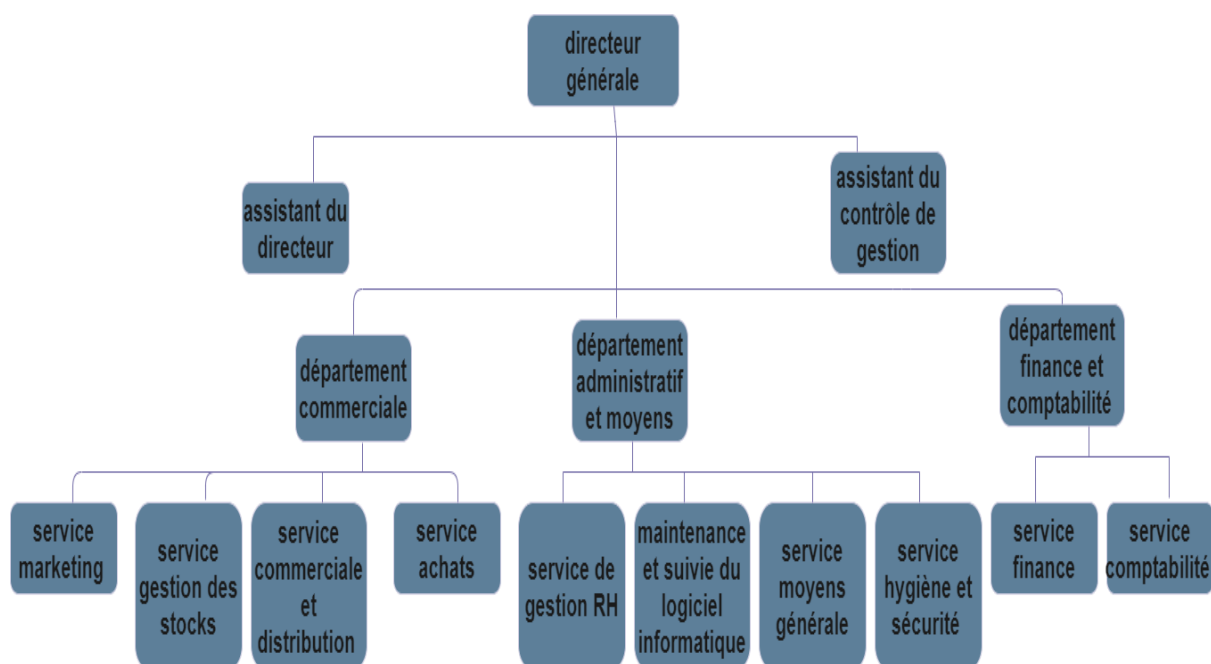 directeur
générale
assistant du
directeur
assistant du
contrôle de
gestion
département
commerciale
département
administratif
et moyens
département
finance et
comptabilité
service
marketing
service
gestion des
stocks
service
commerciale
et
distribution
service
achats
service de
gestion RH
maintenance
et suivie du
logiciel
informatique
service
moyens
générale
service
hygiène et
sécurité
service
finance
service
comptabilité